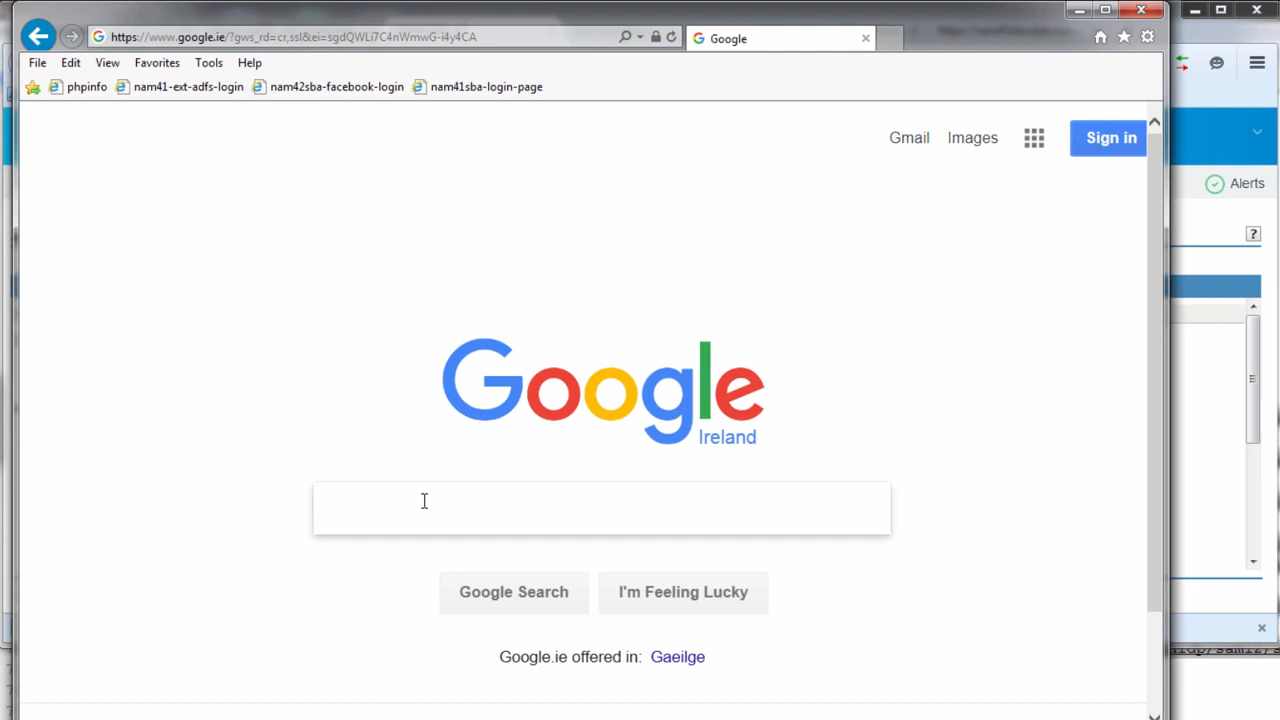 https://www.google.ie/?gws_rd=cr,ssl&ei=sgdQWLi7C4nWmwG-i4y4CA
Google
File Edit View Favorites Tools Help
phpinfo nam41-ext-adfs-login nam42sba-facebook-login nam41sba-login-page
Gmail Images Sign in
Alerts
?
Google
Ireland
Google Search I'm Feeling Lucky
Google.ie offered in: Gaeilge